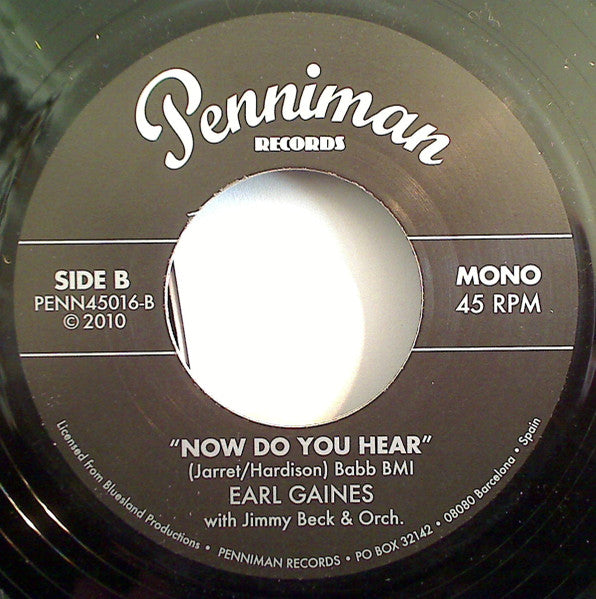 Penniman
RECORDS
SIDE B
PENN45016-B
© 2010
MONO
45 RPM
"NOW DO YOU HEAR"
(Jarret/Hardison) Babb BMI
EARL GAINES
with Jimmy Beck & Orch.
Licensed from Bluesland Productions • PENNIMAN RECORDS • PO BOX 32142 • 08080 Barcelona • Spain